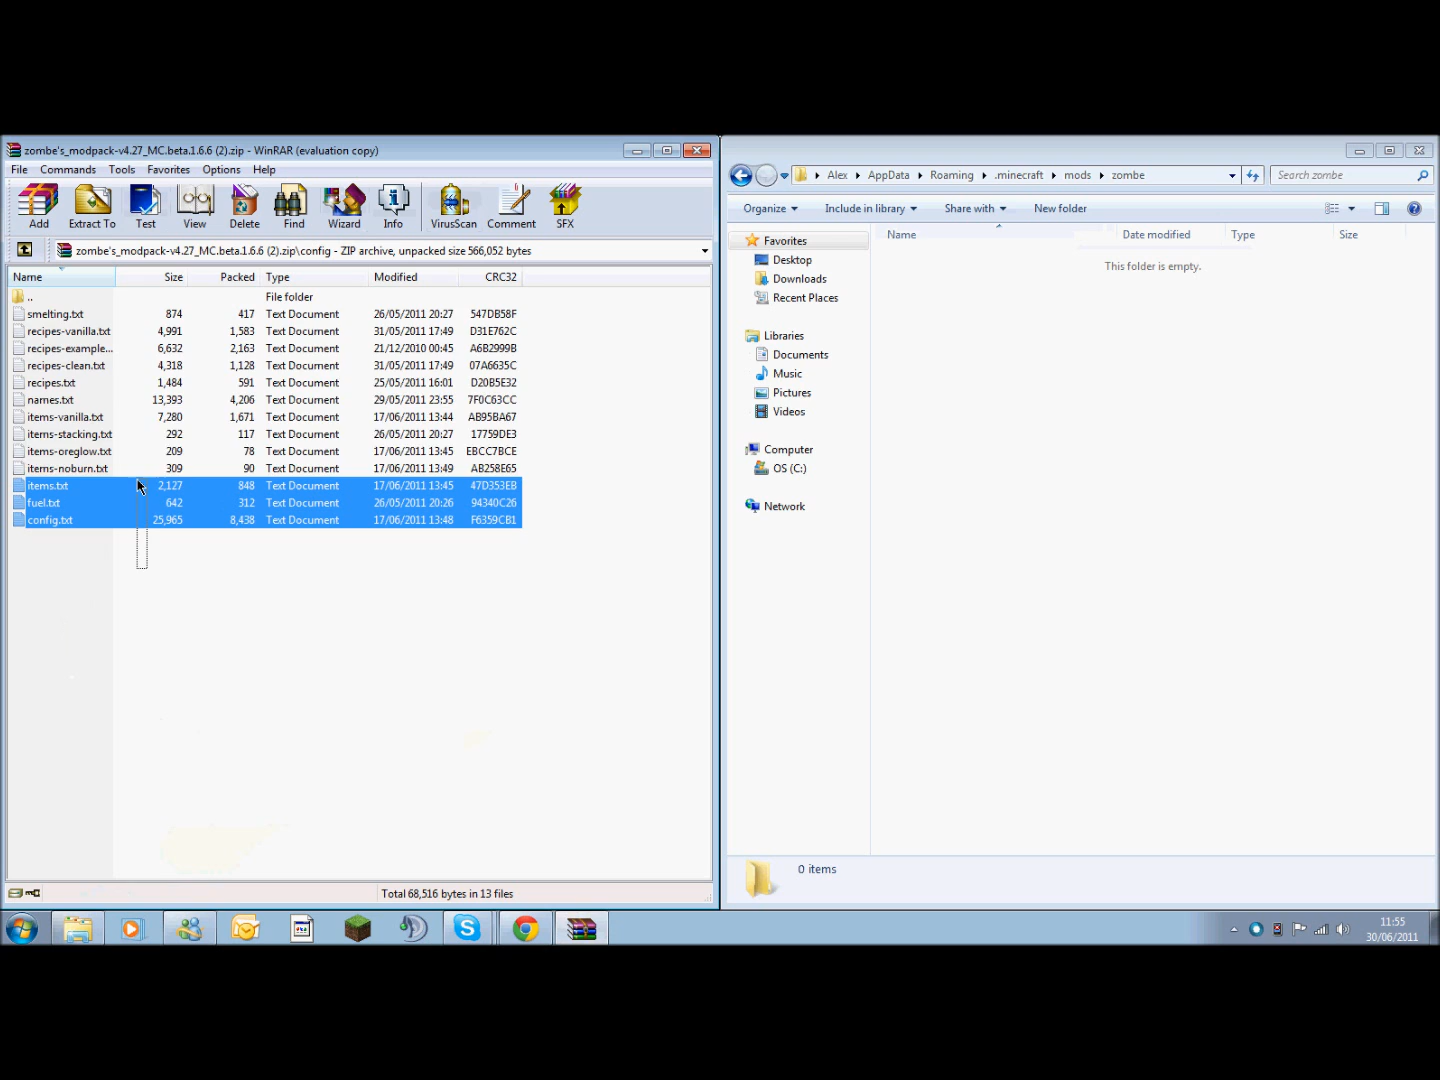 zombe's_modpack-v4.27_MC.beta.1.6.6 (2).zip - WinRAR (evaluation copy)
File Commands Tools Favorites Options Help
Add Extract To Test View Delete Find Wizard Info VirusScan Comment SFX
zombe's_modpack-v4.27_MC.beta.1.6.6 (2).zip\config - ZIP archive, unpacked size 566,052 bytes
Name Size Packed Type Modified CRC32
.. File folder
smelting.txt 874 417 Text Document 26/05/2011 20:27 547DB58F
recipes-vanilla.txt 4,991 1,583 Text Document 31/05/2011 17:49 D31E762C
recipes-example... 6,632 2,163 Text Document 21/12/2010 00:45 A6B2999B
recipes-clean.txt 4,318 1,128 Text Document 31/05/2011 17:49 07A6635C
recipes.txt 1,484 591 Text Document 25/05/2011 16:01 D20B5E32
names.txt 13,393 4,206 Text Document 29/05/2011 23:55 7F0C63CC
items-vanilla.txt 7,280 1,671 Text Document 17/06/2011 13:44 AB95BA67
items-stacking.txt 292 117 Text Document 26/05/2011 20:27 17759DE3
items-oreglow.txt 209 78 Text Document 17/06/2011 13:45 EBCC7BCE
items-noburn.txt 309 90 Text Document 17/06/2011 13:49 AB258E65
items.txt 2,127 848 Text Document 17/06/2011 13:45 47D353EB
fuel.txt 642 312 Text Document 26/05/2011 20:26 94340C26
config.txt 25,965 8,438 Text Document 17/06/2011 13:48 F6359CB1
Total 68,516 bytes in 13 files
Alex AppData Roaming .minecraft mods zombe Search zombe
Organize Include in library Share with New folder
Name Date modified Type Size
This folder is empty.
Favorites
Desktop
Downloads
Recent Places
Libraries
Documents
Music
Pictures
Videos
Computer
OS (C:)
Network
0 items
11:55
30/06/2011